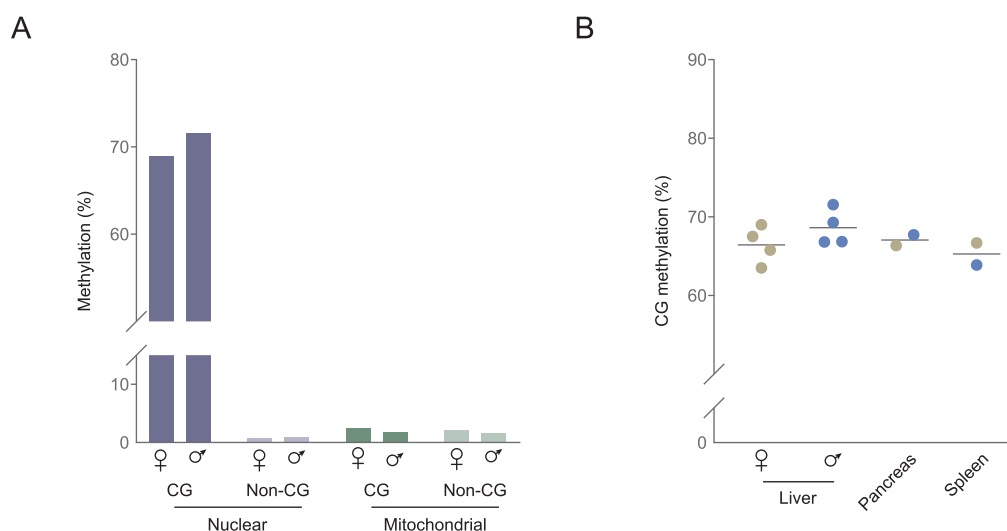 A
80
70
60
10
0
Methylation (%)
♀ ♂ ♀ ♂ ♀ ♂ ♀ ♂
CG Non-CG CG Non-CG
Nuclear Mitochondrial
B
90
80
70
60
0
CG methylation (%)
♀ ♂
Liver
Pancreas
Spleen